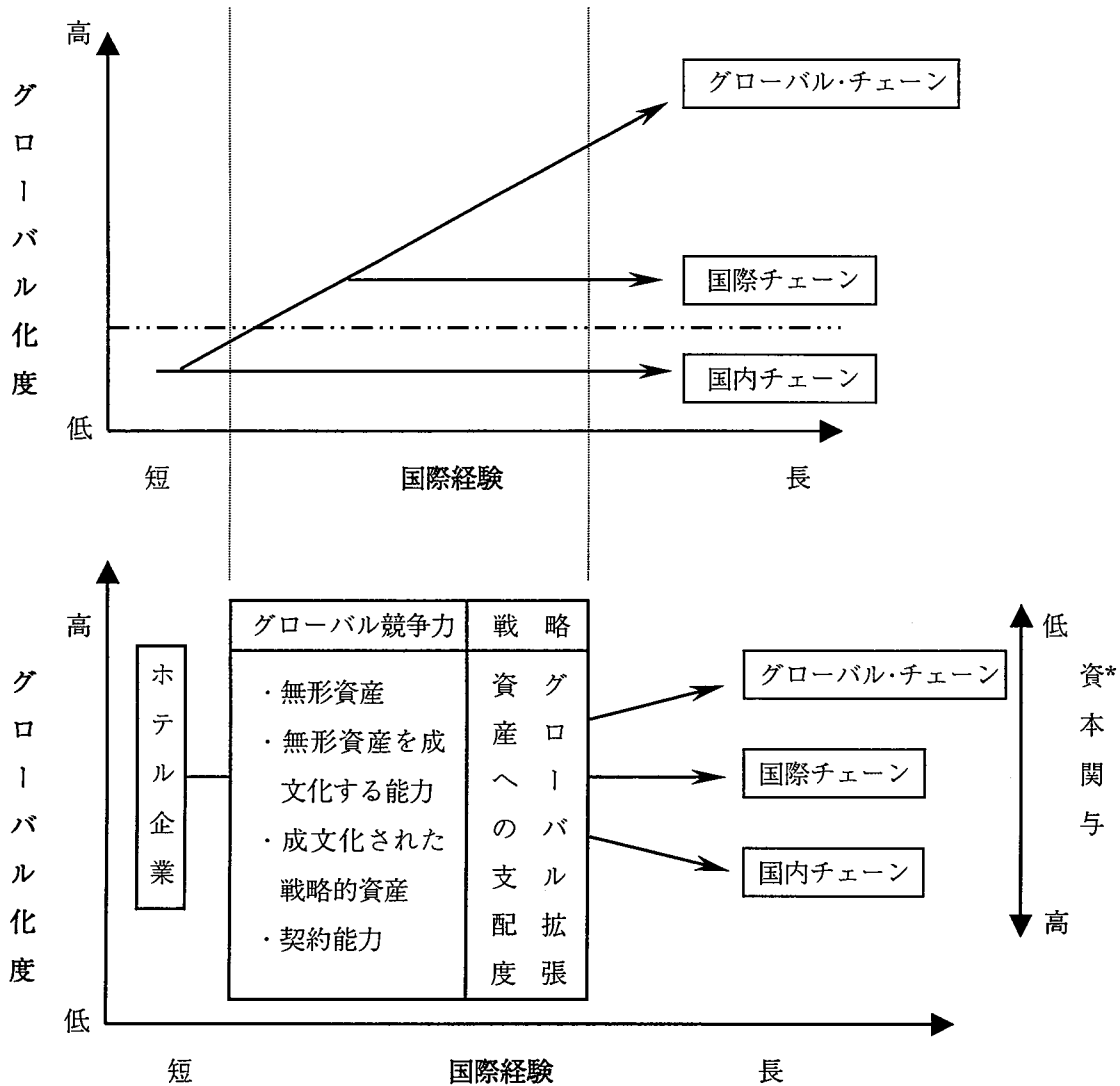 高
グローバル化度
グローバル・チェーン
国際チェーン
国内チェーン
低
短
国際経験
長
高
グローバル化度
ホテル企業
グローバル競争力
・無形資産
・無形資産を成
文化する能力
・成文化された
戦略的資産
・契約能力
戦略
グローバル拡張
資産への支配度
グローバル・チェーン
国際チェーン
国内チェーン
低
資*本関与
高
低
短
国際経験
長